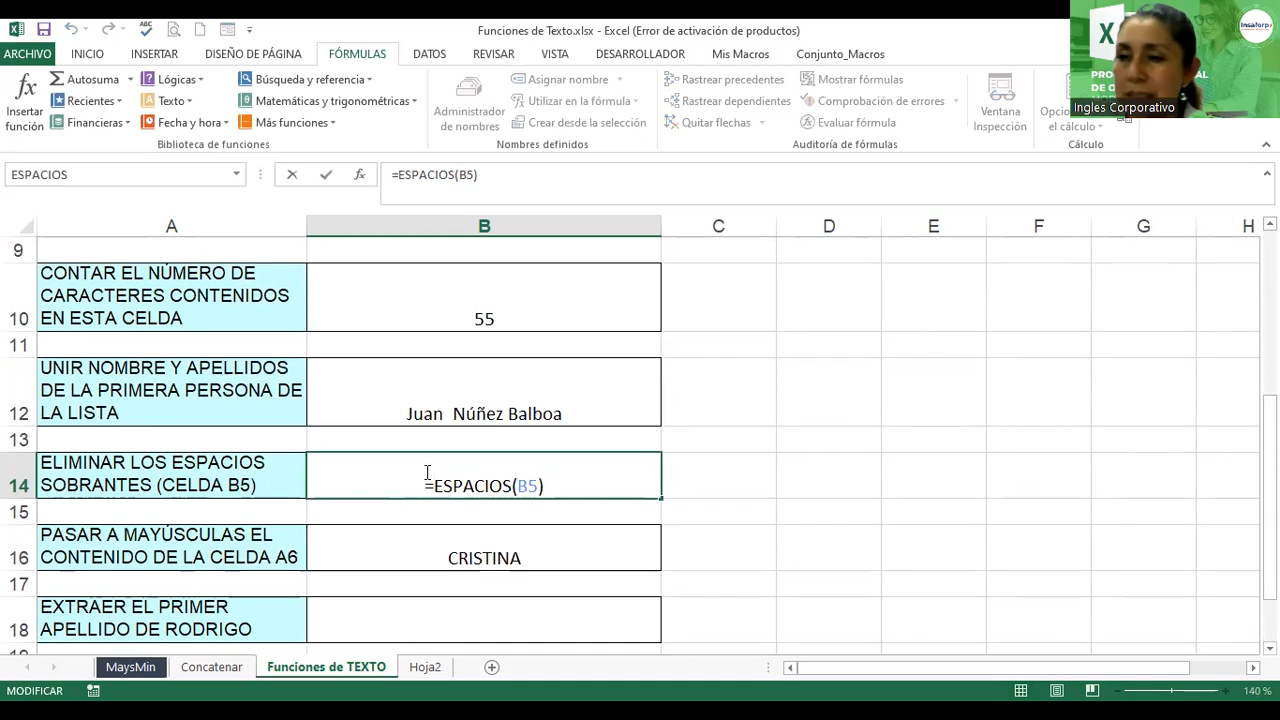 Funciones de Texto.xlsx - Excel (Error de activación de productos)
ARCHIVO INICIO INSERTAR DISEÑO DE PÁGINA FÓRMULAS DATOS REVISAR VISTA DESARROLLADOR Mis Macros Conjunto_Macros
Insertar función
Autosuma
Recientes
Financieras
Lógicas
Texto
Fecha y hora
Búsqueda y referencia
Matemáticas y trigonométricas
Más funciones
Biblioteca de funciones
Administrador de nombres
Asignar nombre
Utilizar en la fórmula
Crear desde la selección
Nombres definidos
Rastrear precedentes
Rastrear dependientes
Quitar flechas
Mostrar fórmulas
Comprobación de errores
Evaluar fórmula
Auditoría de fórmulas
Ventana Inspección
el cálculo
Cálculo
Insaforp
Ingles Corporativo
ESPACIOS
=ESPACIOS(B5)
A B C D E F G H
9
10
CONTAR EL NÚMERO DE
CARACTERES CONTENIDOS
EN ESTA CELDA
55
11
12
UNIR NOMBRE Y APELLIDOS
DE LA PRIMERA PERSONA DE
LA LISTA
Juan  Núñez Balboa
13
14
ELIMINAR LOS ESPACIOS
SOBRANTES (CELDA B5)
=ESPACIOS(B5)
15
16
PASAR A MAYÚSCULAS EL
CONTENIDO DE LA CELDA A6
CRISTINA
17
18
EXTRAER EL PRIMER
APELLIDO DE RODRIGO
MaysMin Concatenar Funciones de TEXTO Hoja2
MODIFICAR
140 %